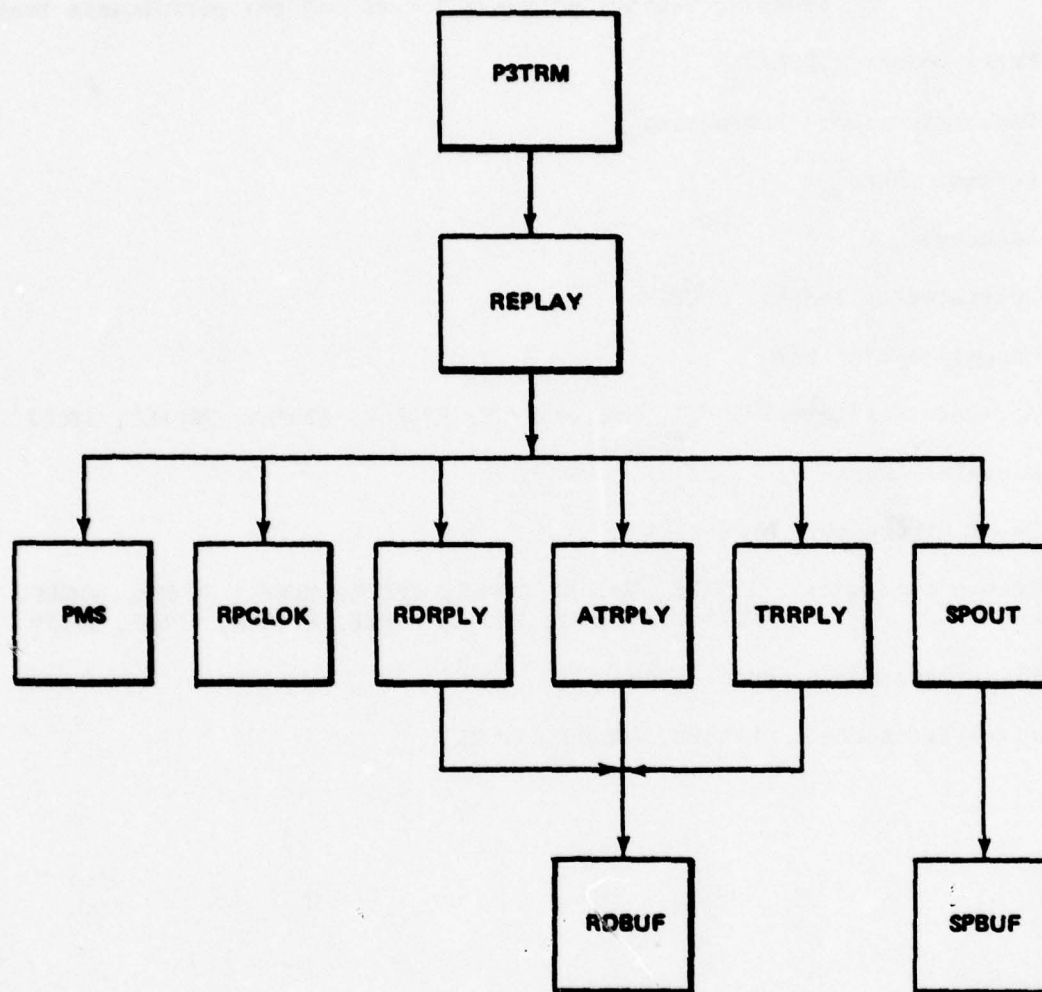 P3TRM
REPLAY
PMS
RPCLOK
RDRPLY
ATRPLY
TRRPLY
SPOUT
RDBUF
SPBUF